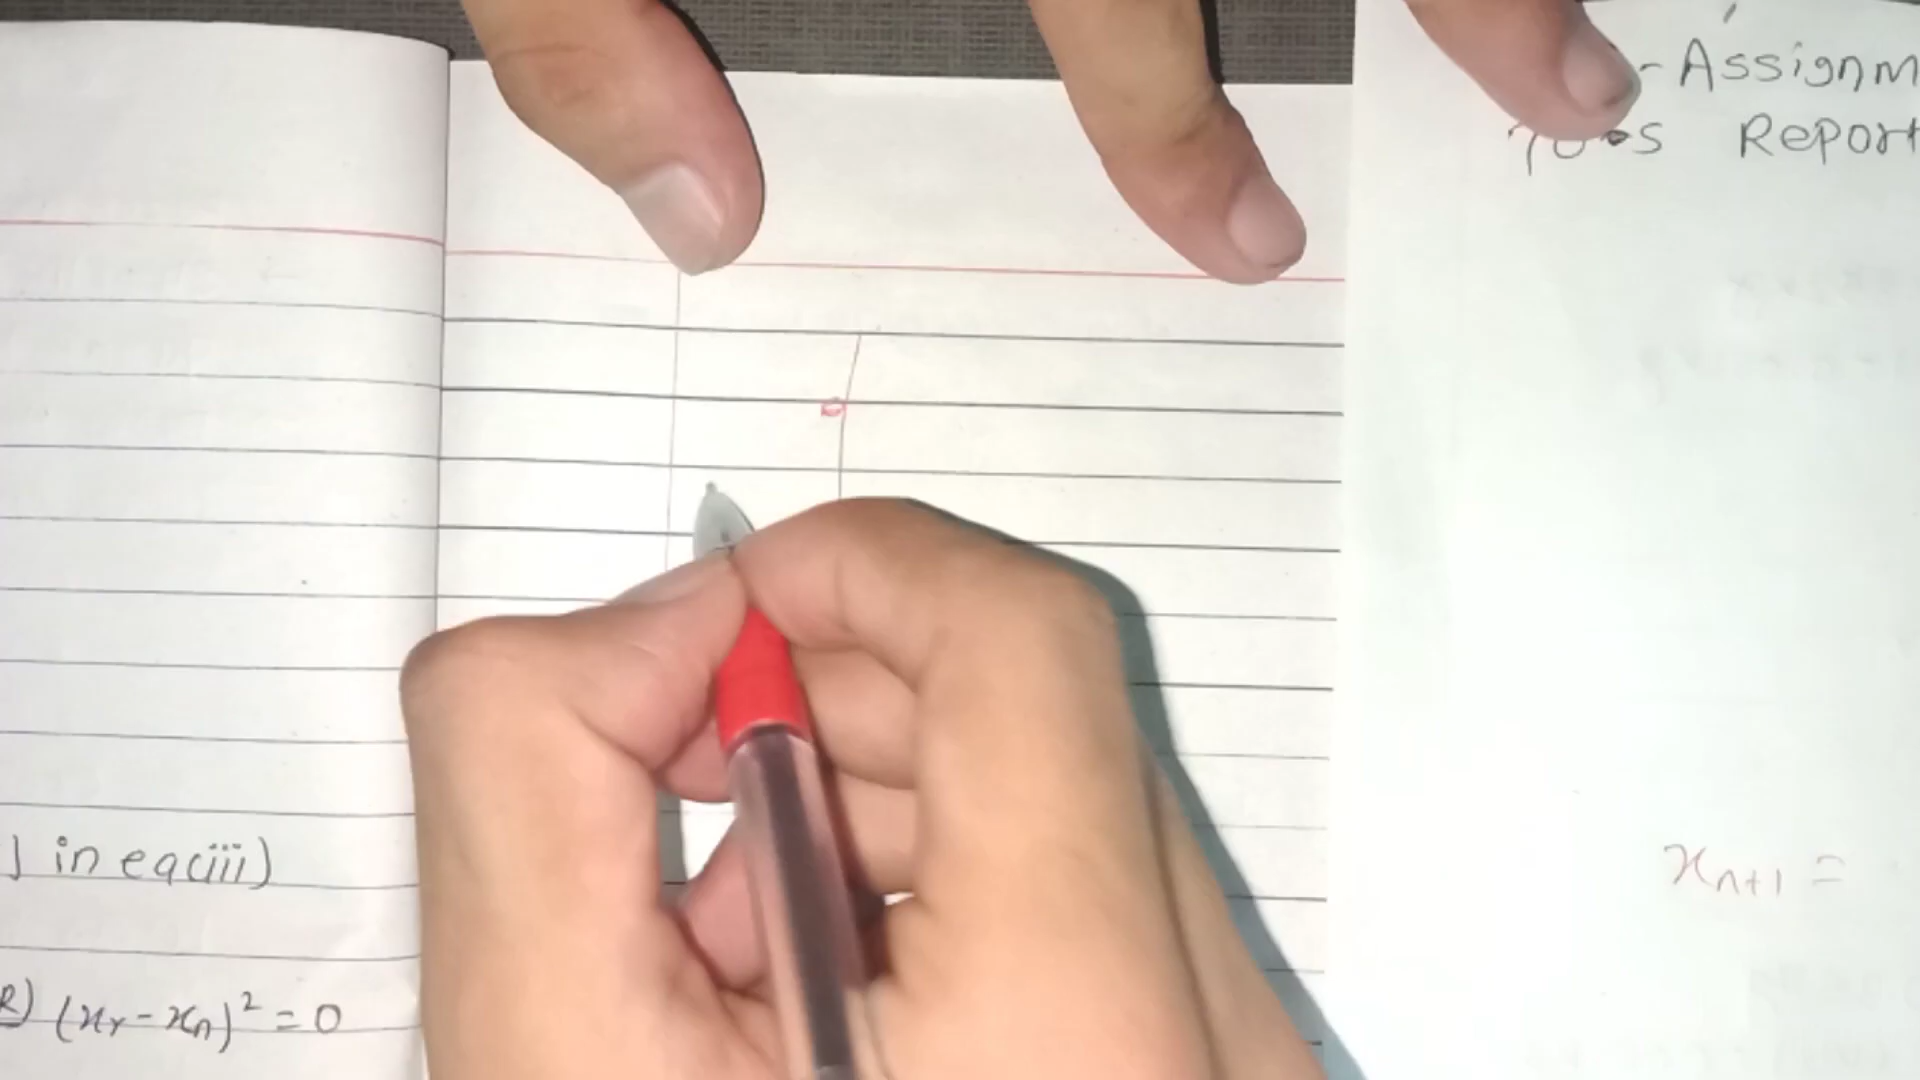 ] in eq(iii)
R) (xr - xn)² = 0
- Assignm
s Report
xn+1 =